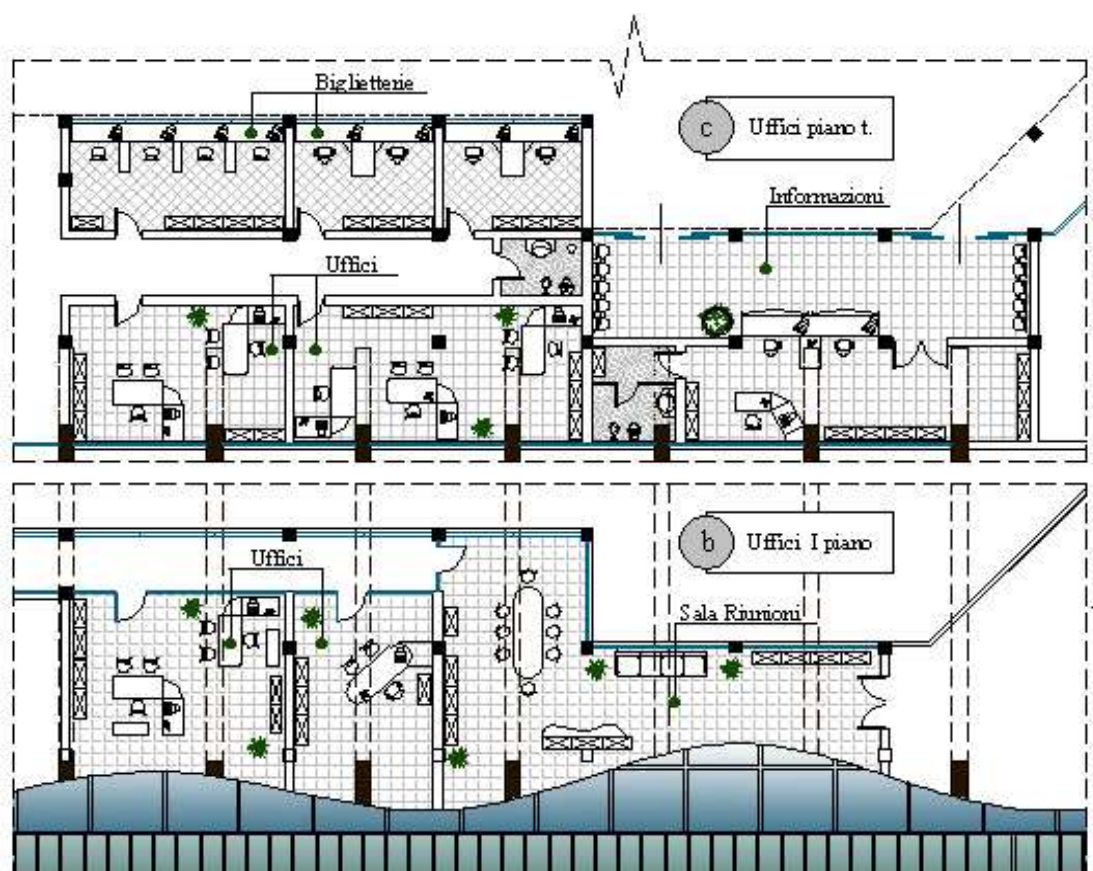 Biglietterie
c Uffici piano t.
Informazioni
Uffici
b Uffici I piano
Uffici
Sala Riunioni